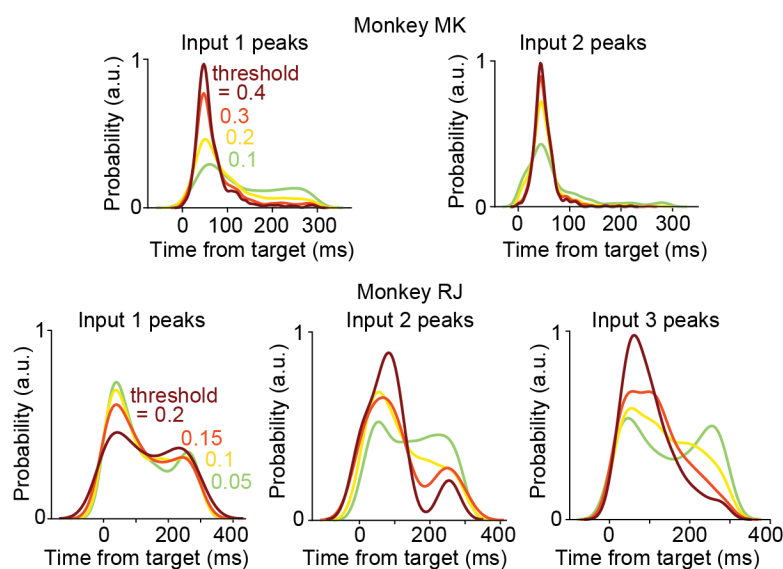 Monkey MK
Input 1 peaks
Input 2 peaks
Probability (a.u.)
1
0
threshold
= 0.4
0.3
0.2
0.1
0 100 200 300
Time from target (ms)
Probability (a.u.)
1
0
0 100 200 300
Time from target (ms)
Monkey RJ
Input 1 peaks
Input 2 peaks
Input 3 peaks
Probability (a.u.)
1
0
threshold
= 0.2
0.15
0.1
0.05
0 200 400
Time from target (ms)
Probability (a.u.)
1
0
0 200 400
Time from target (ms)
Probability (a.u.)
1
0
0 200 400
Time from target (ms)